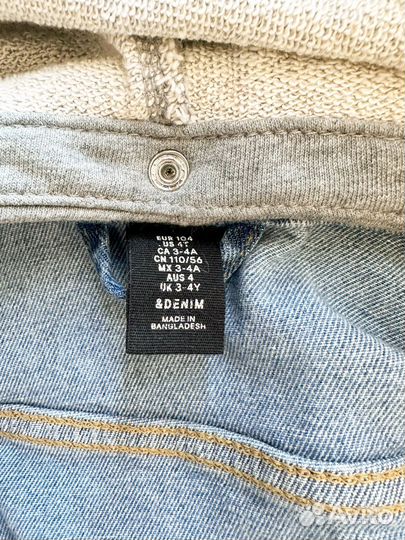 EUR 104
US 4T
CA 3-4A
CN 110/56
MX 3-4A
AUS 4
UK 3-4Y
&DENIM
MADE IN
BANGLADESH
Avito